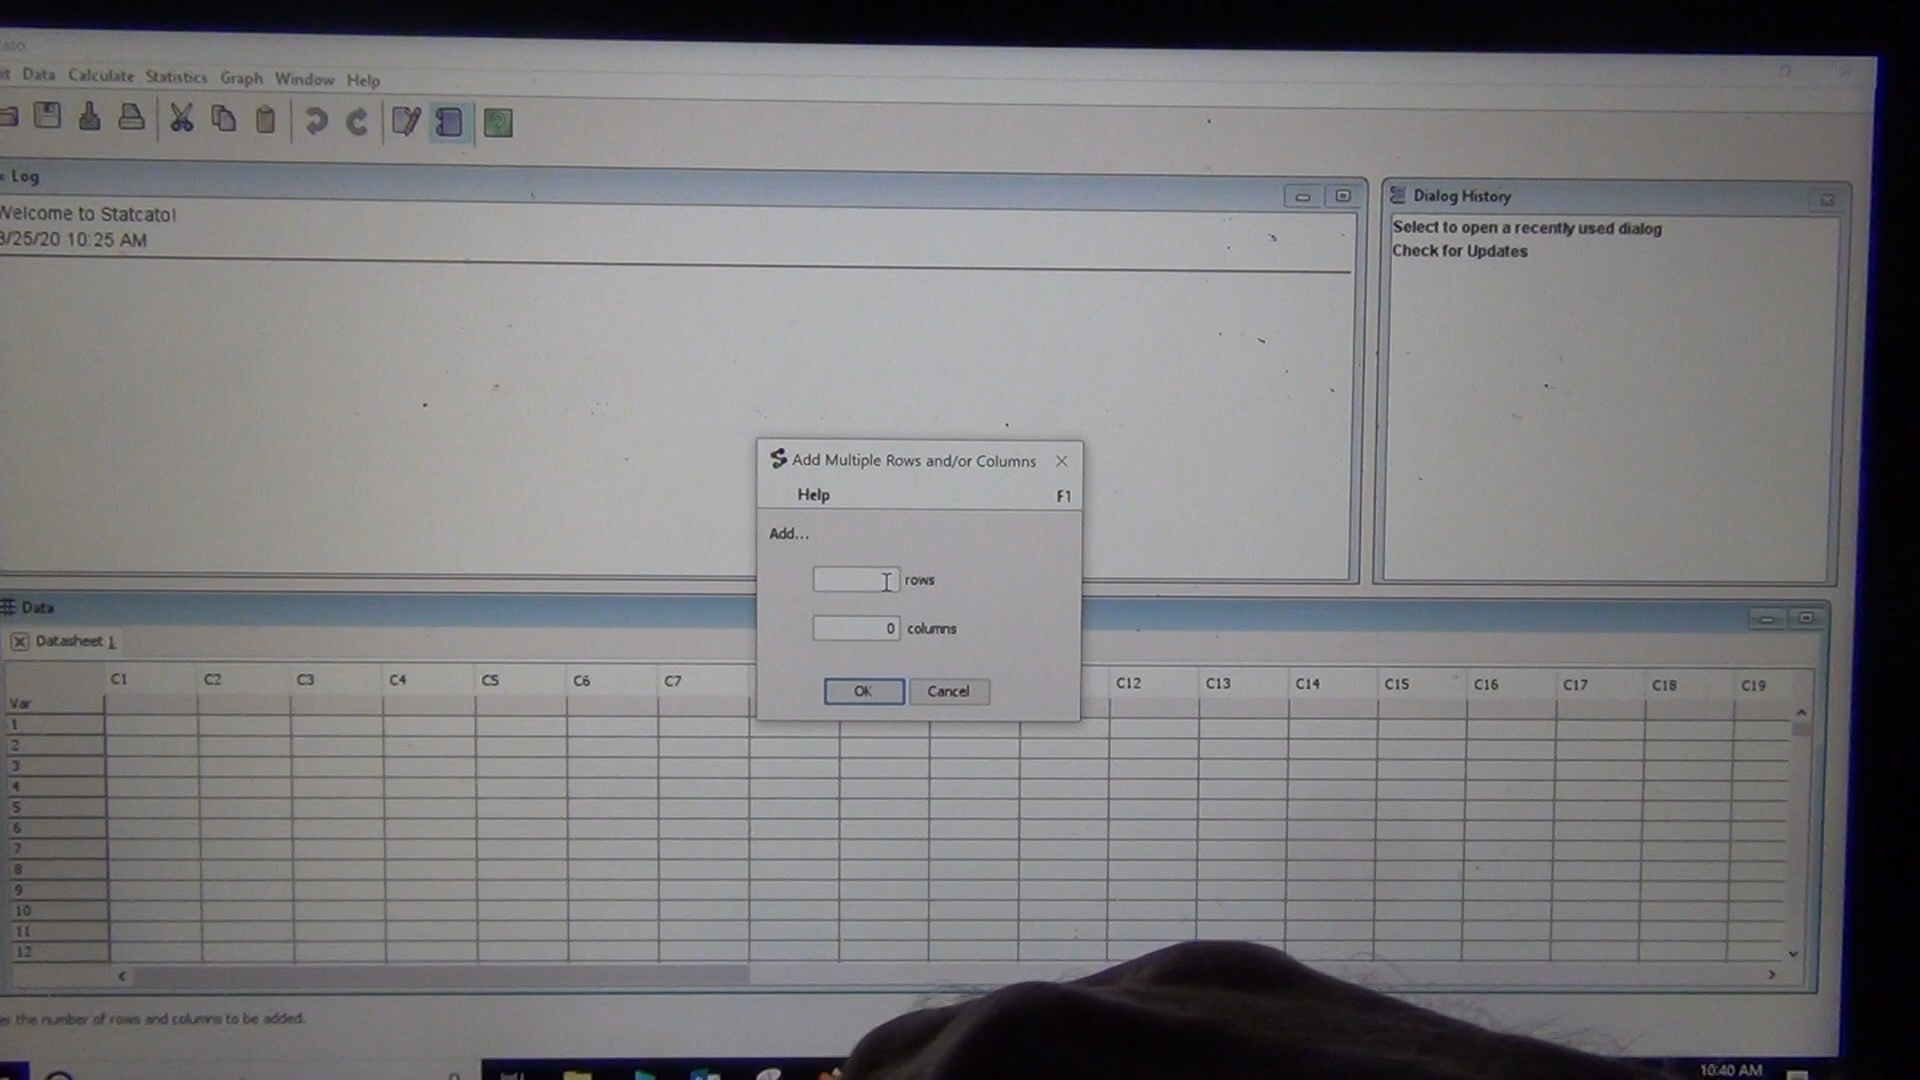 Data Calculate Statistics Graph Window Help
Log
Welcome to Statcato!
8/25/20 10:25 AM
Dialog History
Select to open a recently used dialog
Check for Updates
Add Multiple Rows and/or Columns
Help F1
Add...
rows
0 columns
OK Cancel
Data
Datasheet 1
C1 C2 C3 C4 C5 C6 C7 C12 C13 C14 C15 C16 C17 C18 C19
Var
1
2
3
4
5
6
7
8
9
10
11
12
the number of rows and columns to be added.
10:40 AM